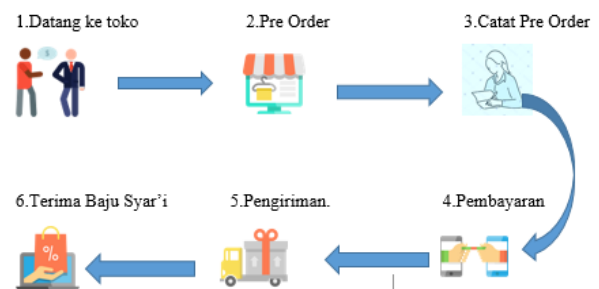 1.Datang ke toko
2.Pre Order
3.Catat Pre Order
4.Pembayaran
5.Pengiriman.
6.Terima Baju Syar’i
%
$